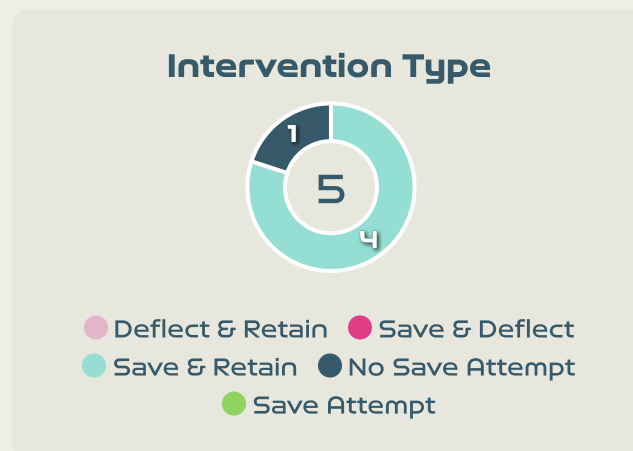 Intervention Type
1
5
4
Deflect & Retain Save & Deflect
Save & Retain No Save Attempt
Save Attempt